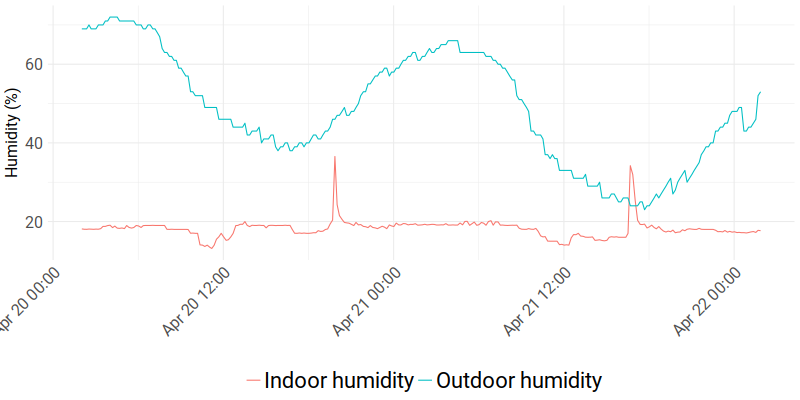 Humidity (%)
60
40
20
Apr 20 00:00
Apr 20 12:00
Apr 21 00:00
Apr 21 12:00
Apr 22 00:00
Indoor humidity
Outdoor humidity